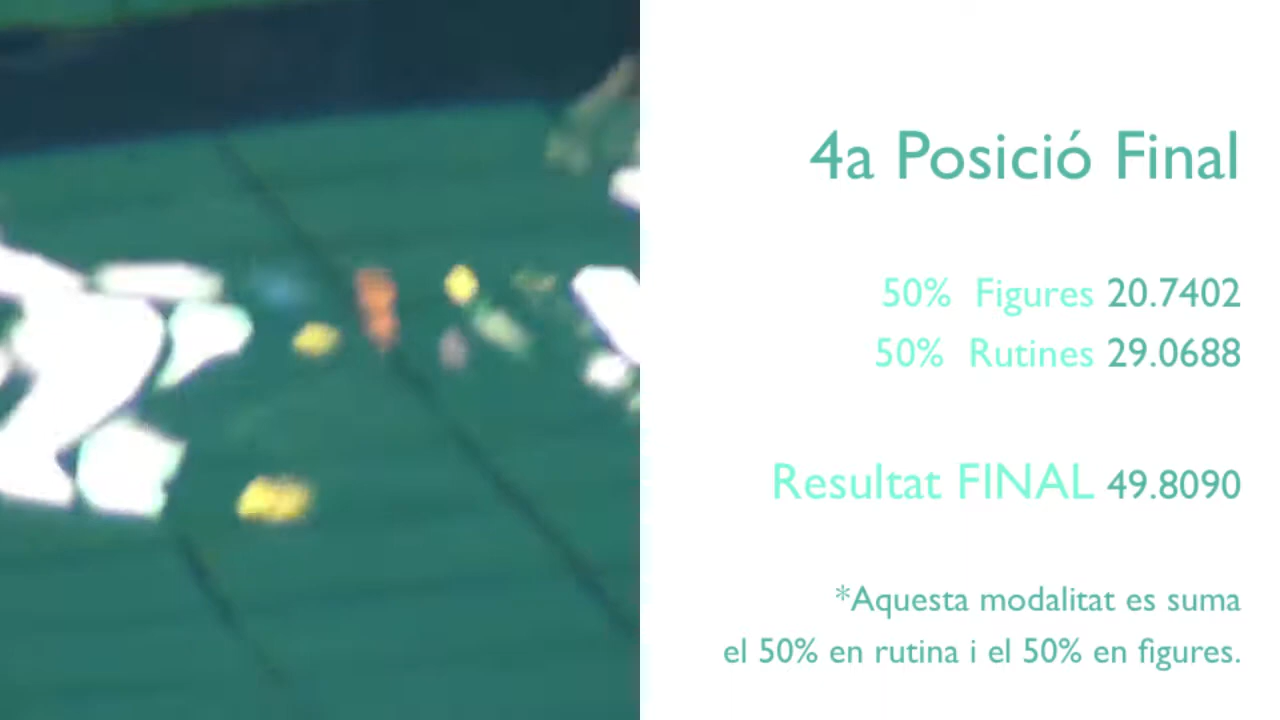 4a Posició Final
50% Figures 20.7402
50% Rutines 29.0688
Resultat FINAL 49.8090
*Aquesta modalitat es suma
el 50% en rutina i el 50% en figures.